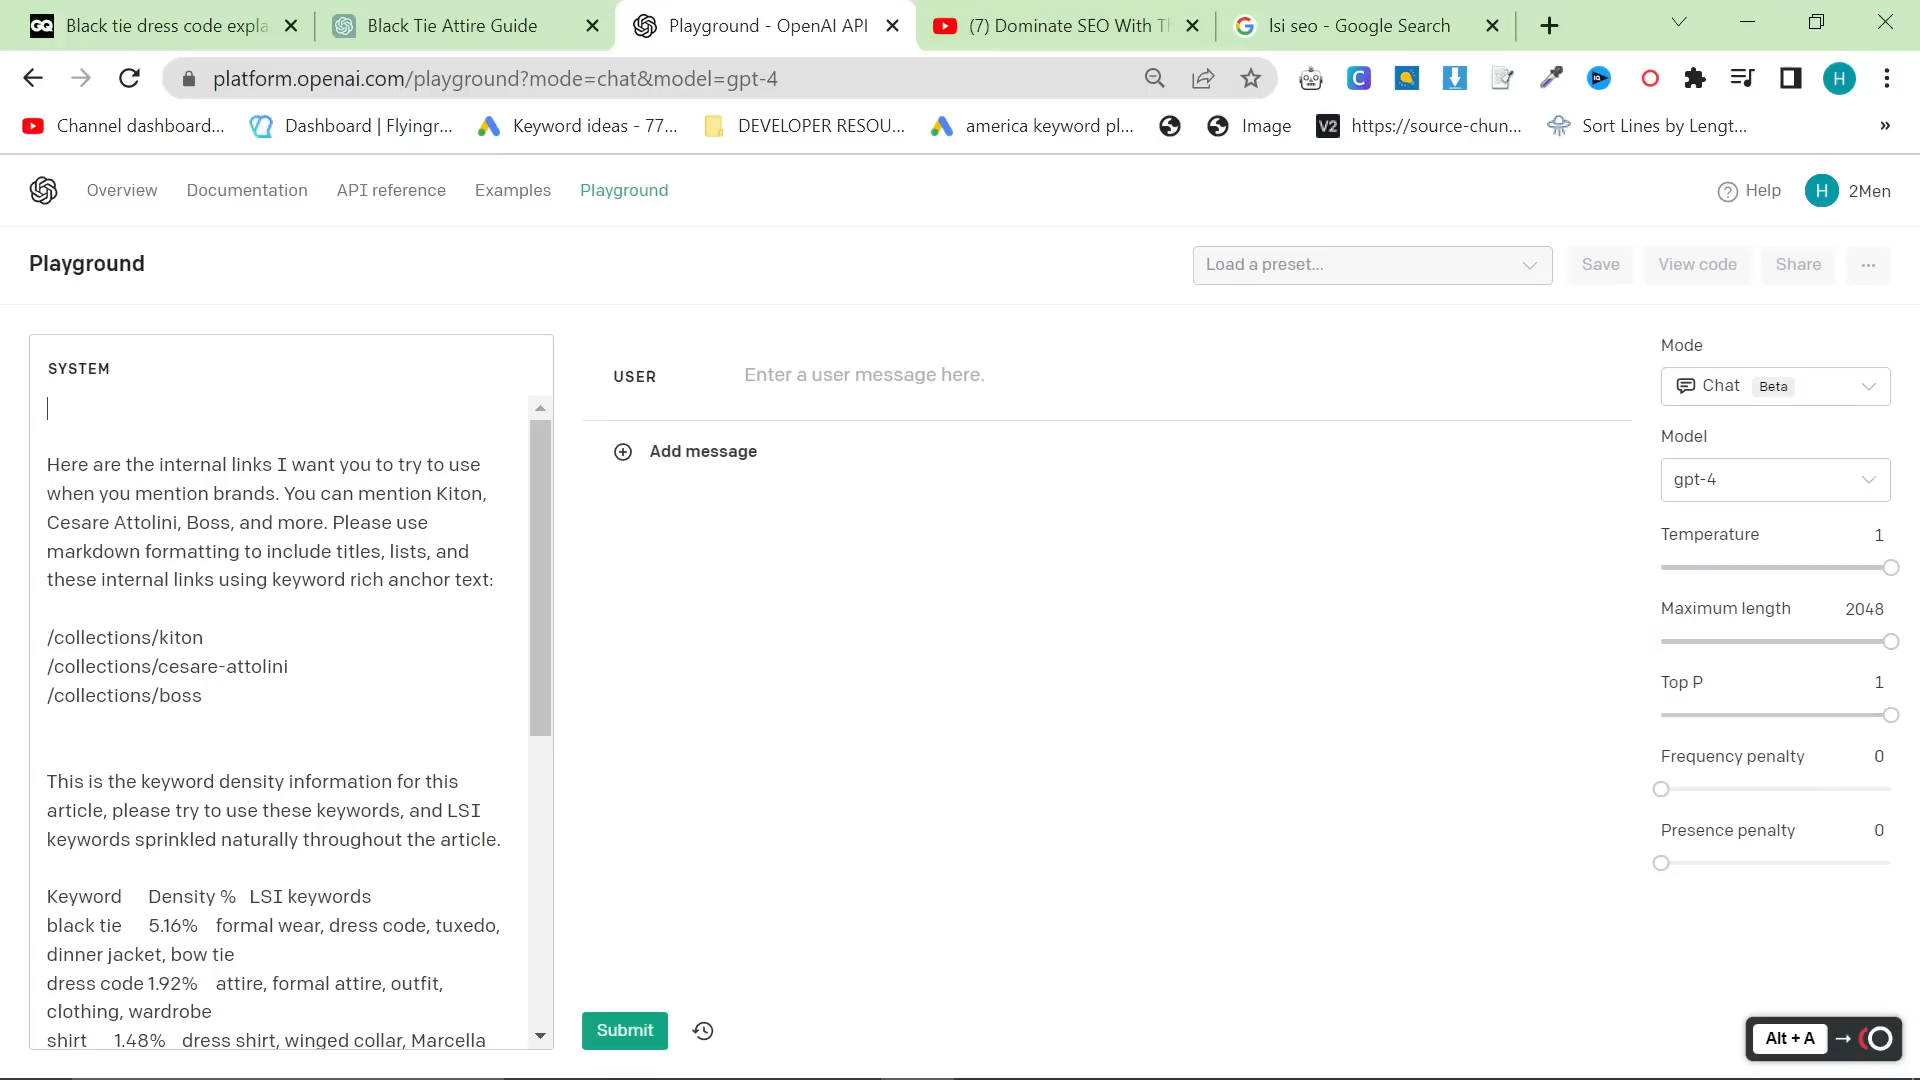 Black tie dress code expla
Black Tie Attire Guide
Playground - OpenAI API
(7) Dominate SEO With Th
lsi seo - Google Search
platform.openai.com/playground?mode=chat&model=gpt-4
Channel dashboard...
Dashboard | Flyingr...
Keyword ideas - 77...
DEVELOPER RESOU...
america keyword pl...
Image
https://source-chun...
Sort Lines by Lengt...
»
Overview
Documentation
API reference
Examples
Playground
Help
H
2Men
Playground
Load a preset...
Save
View code
Share
...
SYSTEM
Here are the internal links I want you to try to use
when you mention brands. You can mention Kiton,
Cesare Attolini, Boss, and more. Please use
markdown formatting to include titles, lists, and
these internal links using keyword rich anchor text:
/collections/kiton
/collections/cesare-attolini
/collections/boss
This is the keyword density information for this
article, please try to use these keywords, and LSI
keywords sprinkled naturally throughout the article.
Keyword Density % LSI keywords
black tie 5.16% formal wear, dress code, tuxedo,
dinner jacket, bow tie
dress code 1.92% attire, formal attire, outfit,
clothing, wardrobe
shirt 1.48% dress shirt, winged collar, Marcella
USER
Enter a user message here.
Add message
Submit
Mode
Chat Beta
Model
gpt-4
Temperature 1
Maximum length 2048
Top P 1
Frequency penalty 0
Presence penalty 0
Alt + A →